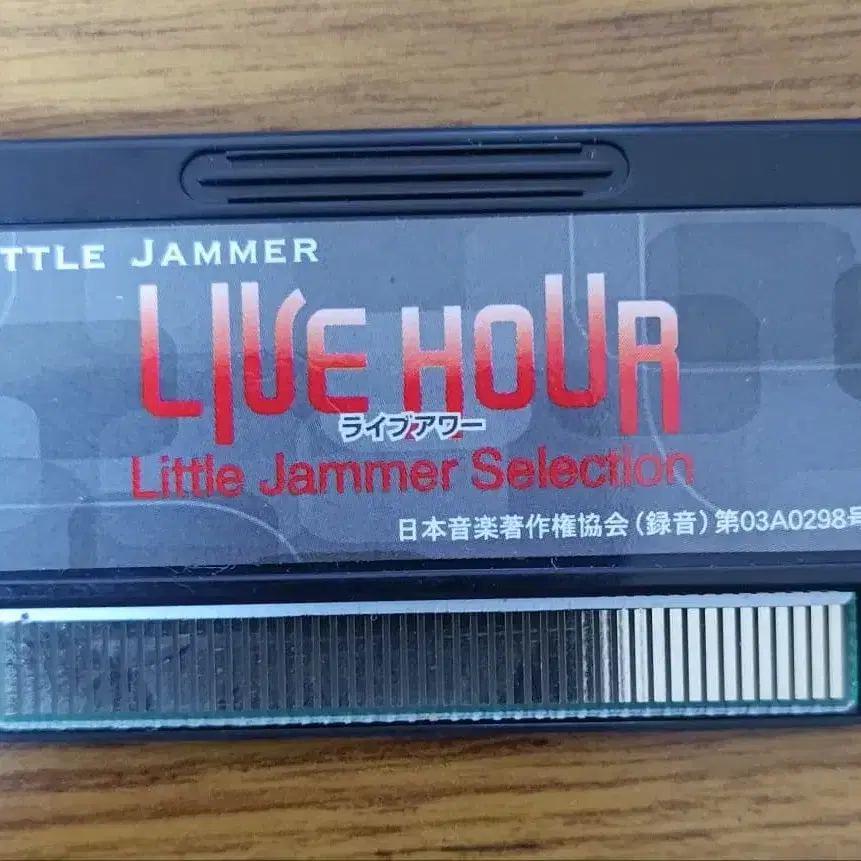 TTLE JAMMER
LIVE HOUR
ライブアワー
Little Jammer Selection
日本音楽著作権協会（録音）第03A0298号